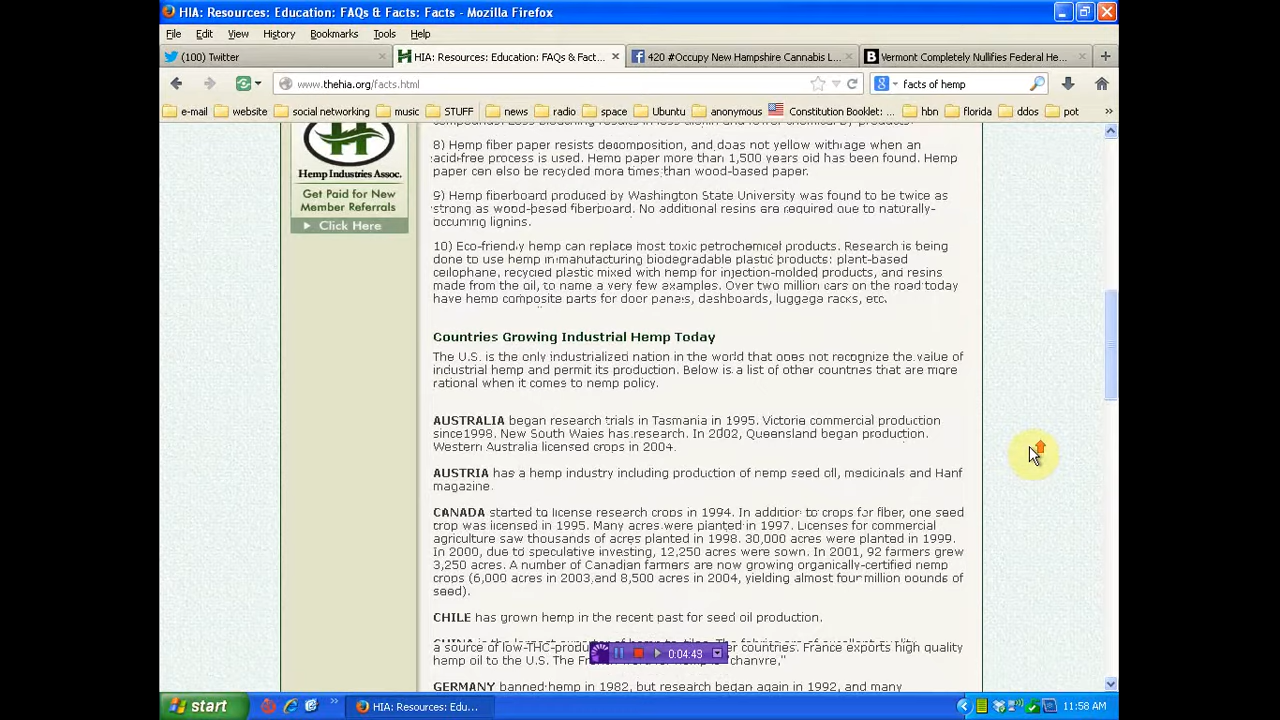 HIA: Resources: Education: FAQs & Facts: Facts - Mozilla Firefox
File Edit View History Bookmarks Tools Help
(100) Twitter
HIA: Resources: Education: FAQs & Fact...
420 #Occupy New Hampshire Cannabis L...
Vermont Completely Nullifies Federal He...
www.thehia.org/facts.html
facts of hemp
e-mail website social networking music STUFF news radio space Ubuntu anonymous Constitution Booklet: ... hbn florida ddos pot
Hemp Industries Assoc.
Get Paid for New
Member Referrals
Click Here
8) Hemp fiber paper resists decomposition, and does not yellow with age when an
acid-free process is used. Hemp paper more than 1,500 years old has been found. Hemp
paper can also be recycled more times than wood-based paper.
9) Hemp fiberboard produced by Washington State University was found to be twice as
strong as wood-based fiberboard. No additional resins are required due to naturally-
occurring lignins.
10) Eco-friendly hemp can replace most toxic petrochemical products. Research is being
done to use hemp in manufacturing biodegradable plastic products: plant-based
cellophane, recycled plastic mixed with hemp for injection-molded products, and resins
made from the oil, to name a very few examples. Over two million cars on the road today
have hemp composite parts for door panels, dashboards, luggage racks, etc.
Countries Growing Industrial Hemp Today
The U.S. is the only industrialized nation in the world that does not recognize the value of
industrial hemp and permit its production. Below is a list of other countries that are more
rational when it comes to hemp policy.
AUSTRALIA began research trials in Tasmania in 1995. Victoria commercial production
since1998. New South Wales has research. In 2002, Queensland began production.
Western Australia licensed crops in 2004.
AUSTRIA has a hemp industry including production of hemp seed oil, medicinals and Hanf
magazine.
CANADA started to license research crops in 1994. In addition to crops for fiber, one seed
crop was licensed in 1995. Many acres were planted in 1997. Licenses for commercial
agriculture saw thousands of acres planted in 1998. 30,000 acres were planted in 1999.
In 2000, due to speculative investing, 12,250 acres were sown. In 2001, 92 farmers grew
3,250 acres. A number of Canadian farmers are now growing organically-certified hemp
crops (6,000 acres in 2003 and 8,500 acres in 2004, yielding almost four million pounds of
seed).
CHILE has grown hemp in the recent past for seed oil production.
a source of low-THC-produ er countries. France exports high quality
hemp oil to the U.S. The Fr "chanvre,"
GERMANY banned hemp in 1982, but research began again in 1992, and many
0:04:43
start
HIA: Resources: Edu...
11:58 AM